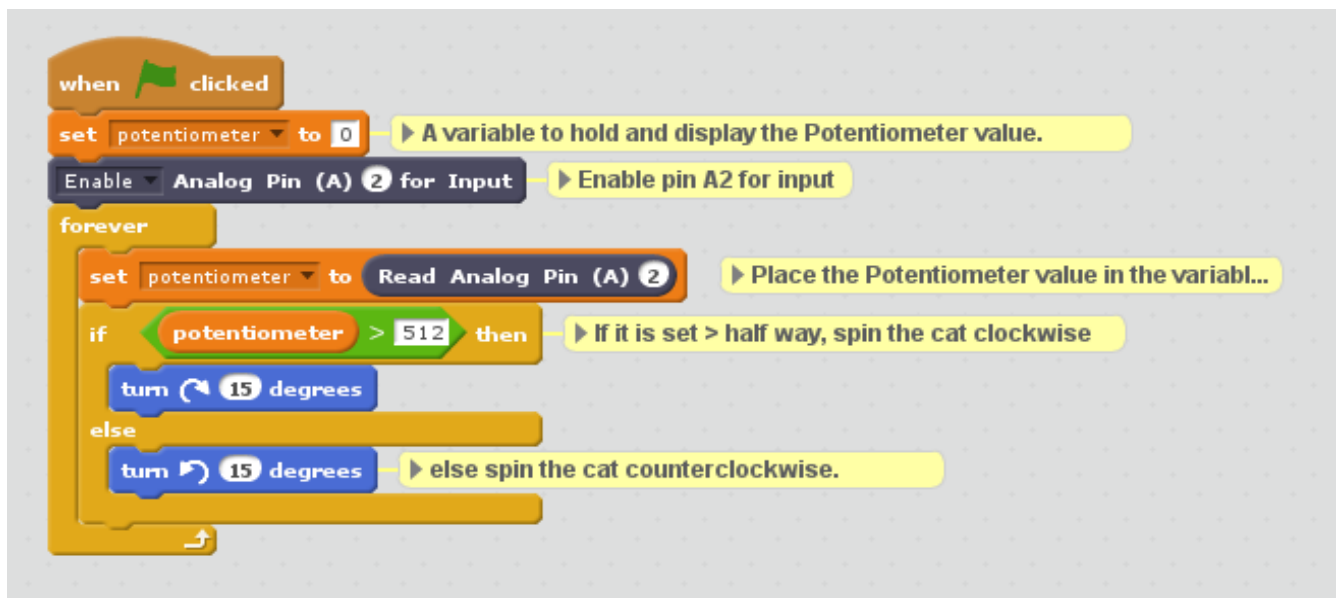 when clicked
set potentiometer to 0 A variable to hold and display the Potentiometer value.
Enable Analog Pin (A) 2 for Input Enable pin A2 for input
forever
set potentiometer to Read Analog Pin (A) 2 Place the Potentiometer value in the variabl...
if potentiometer > 512 then If it is set > half way, spin the cat clockwise
turn 15 degrees
else
turn 15 degrees else spin the cat counterclockwise.